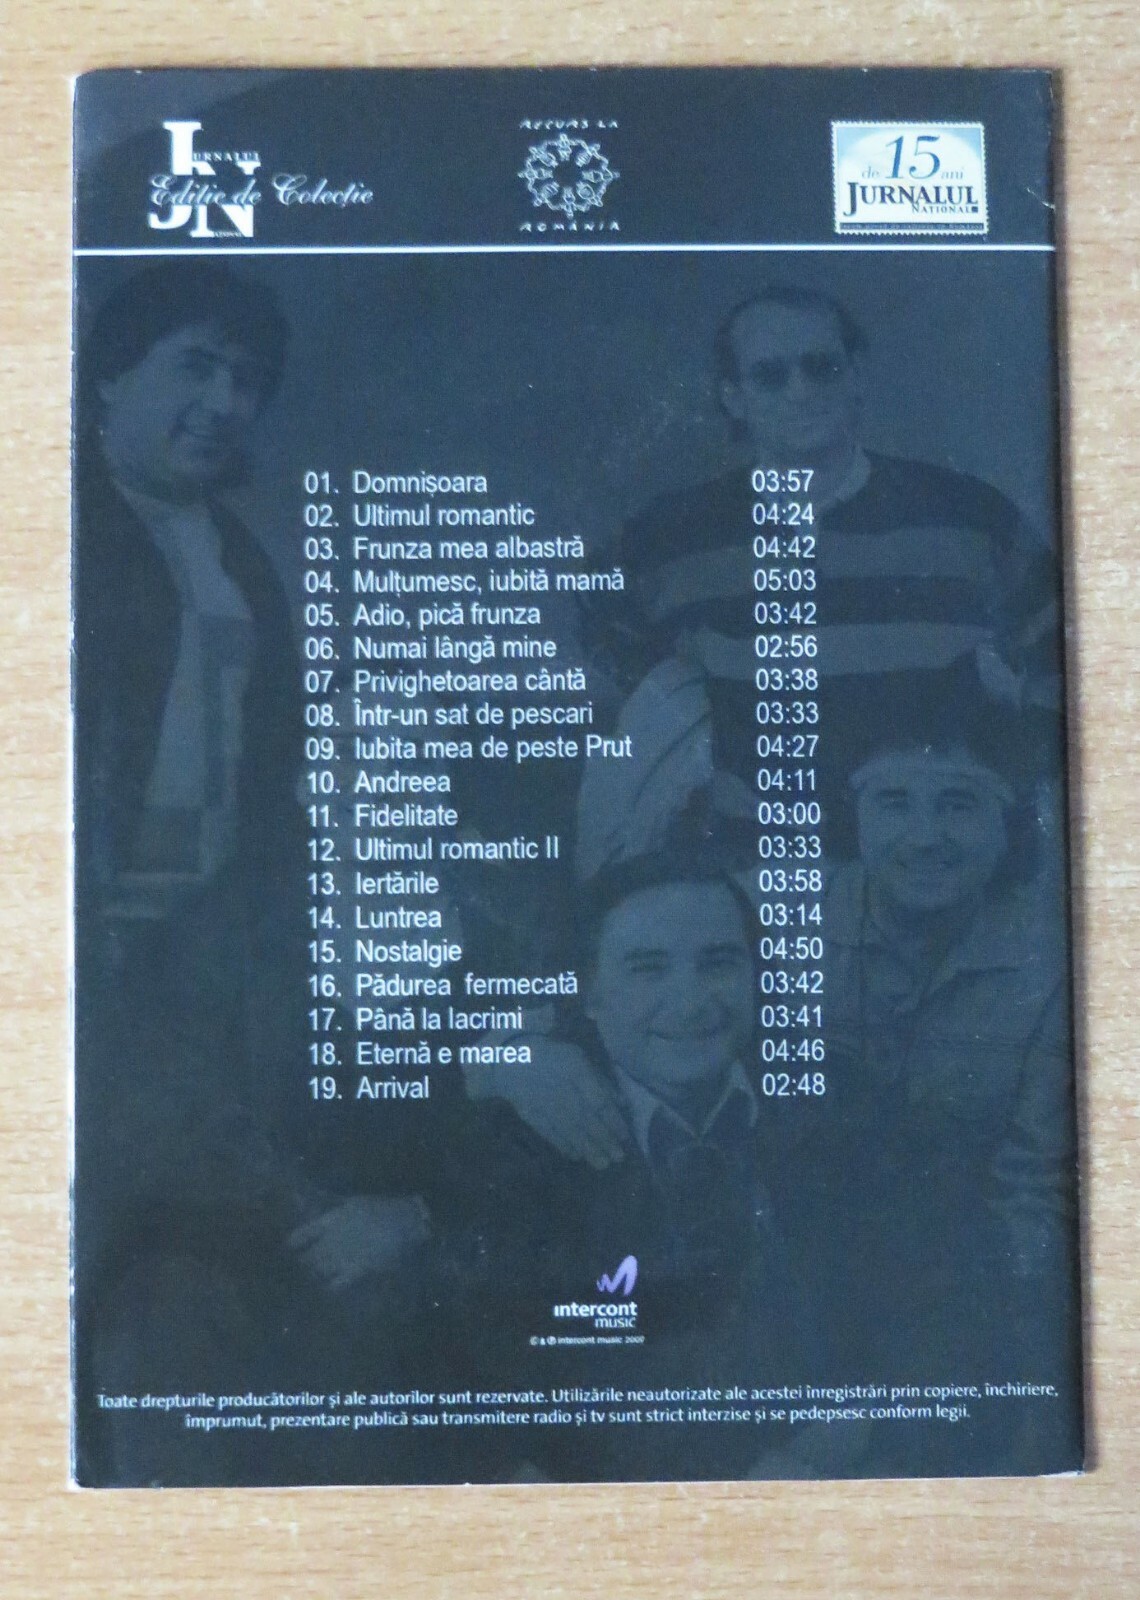 JURNALUL
Ediție de Colecție
NAȚIONAL
RECURS LA
ROMÂNIA
de 15 ani
JURNALUL
NAȚIONAL
01. Domnișoara 03:57
02. Ultimul romantic 04:24
03. Frunza mea albastră 04:42
04. Mulțumesc, iubită mamă 05:03
05. Adio, pică frunza 03:42
06. Numai lângă mine 02:56
07. Privighetoarea cântă 03:38
08. Într-un sat de pescari 03:33
09. Iubita mea de peste Prut 04:27
10. Andreea 04:11
11. Fidelitate 03:00
12. Ultimul romantic II 03:33
13. Iertările 03:58
14. Luntrea 03:14
15. Nostalgie 04:50
16. Pădurea fermecată 03:42
17. Până la lacrimi 03:41
18. Eternă e marea 04:46
19. Arrival 02:48
intercont
music
© & ℗ intercont music
Toate drepturile producătorilor și ale autorilor sunt rezervate. Utilizările neautorizate ale acestei înregistrări prin copiere, închiriere,
împrumut, prezentare publică sau transmitere radio și tv sunt strict interzise și se pedepsesc conform legii.